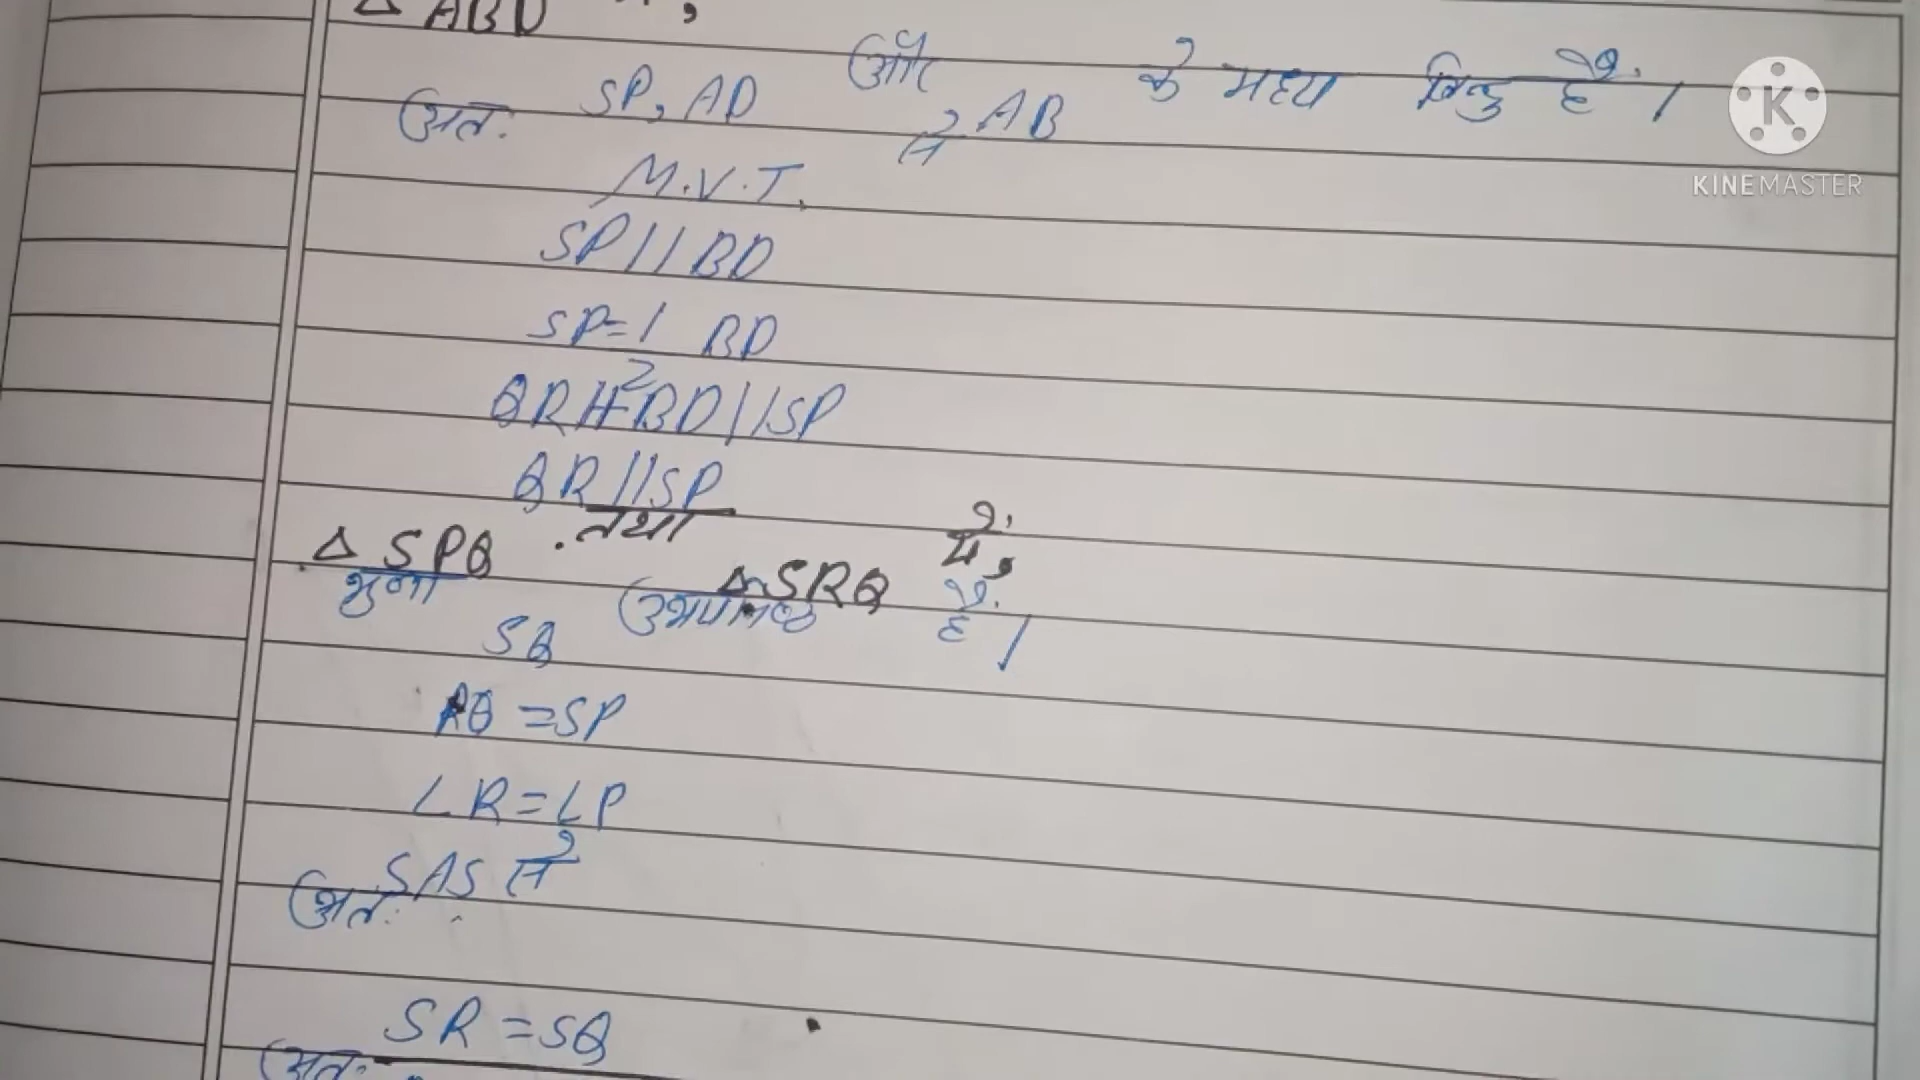 Δ ABD में,
SP, AD और AB के मध्य बिन्दु हैं।
अतः M.V.T. से
SP // BD
SP = 1/2 BD
QR // BD // SP
QR // SP
Δ SPQ तथा Δ SRQ में,
भुजा SQ उभयनिष्ठ है।
RQ = SP
∠R = ∠P
अतः SAS से
SR = SQ
अतः
KINEMASTER